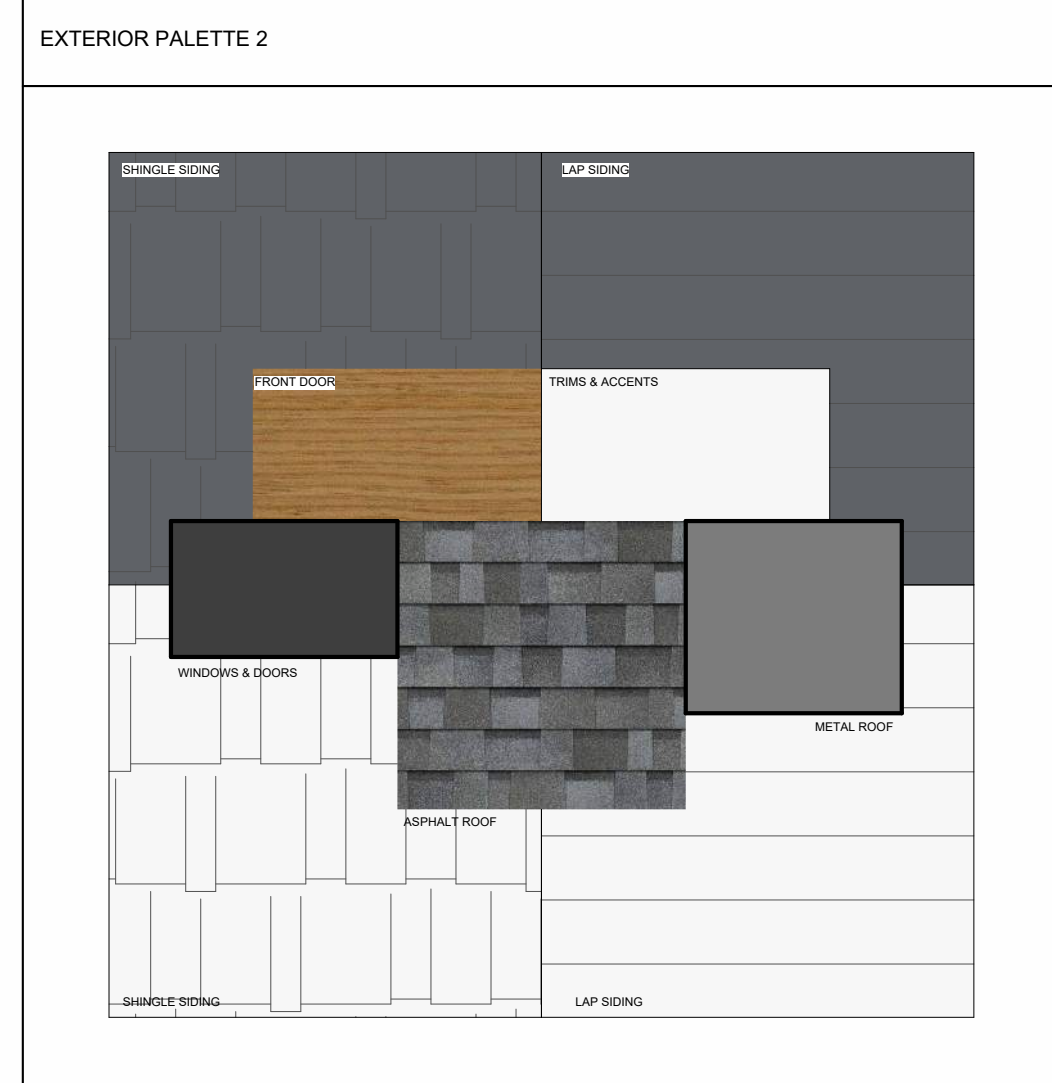 EXTERIOR PALETTE 2
SHINGLE SIDING
LAP SIDING
FRONT DOOR
TRIMS & ACCENTS
WINDOWS & DOORS
METAL ROOF
ASPHALT ROOF
SHINGLE SIDING
LAP SIDING